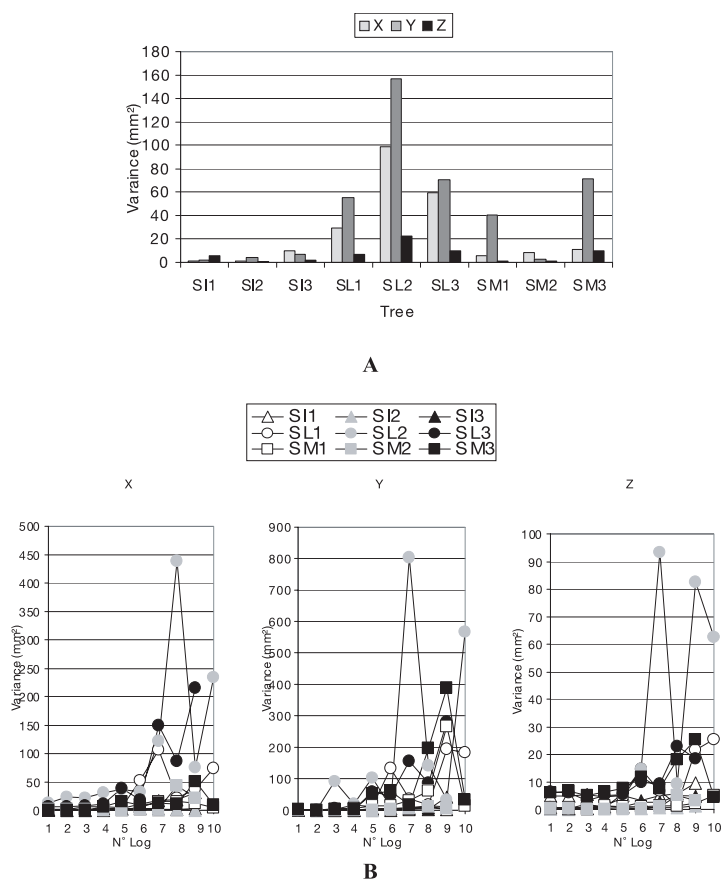 X Y Z
180
160
140
120
100
80
60
40
20
0
Varaince (mm²)
SI1 SI2 SI3 SL1 SL2 SL3 SM1 SM2 SM3
Tree
A
SI1 SI2 SI3
SL1 SL2 SL3
SM1 SM2 SM3
X
500
450
400
350
300
250
200
150
100
50
0
Variance (mm²)
1 2 3 4 5 6 7 8 9 10
N° Log
Y
900
800
700
600
500
400
300
200
100
0
Variance (mm²)
1 2 3 4 5 6 7 8 9 10
N° Log
Z
100
90
80
70
60
50
40
30
20
10
0
Variance (mm²)
1 2 3 4 5 6 7 8 9 10
N° Log
B